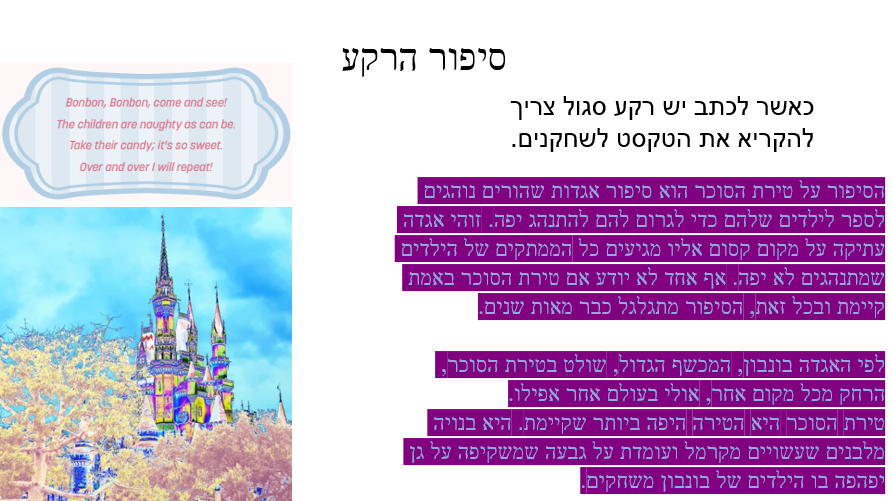 סיפור הרקע
כאשר לכתב יש רקע סגול צריך
להקריא את הטקסט לשחקנים.
Bonbon, Bonbon, come and see!
The children are naughty as can be.
Take their candy; it's so sweet.
Over and over I will repeat!
הסיפור על טירת הסוכר הוא סיפור אגדות שהורים נוהגים
לספר לילדים שלהם כדי לגרום להם להתנהג יפה. זוהי אגדה
עתיקה על מקום קסום אליו מגיעים כל הממתקים של הילדים
שמתנהגים לא יפה. אף אחד לא יודע אם טירת הסוכר באמת
קיימת ובכל זאת, הסיפור מתגלגל כבר מאות שנים.
לפי האגדה בונבון, המכשף הגדול, שולט בטירת הסוכר,
הרחק מכל מקום אחר, אולי בעולם אחר אפילו.
טירת הסוכר היא הטירה היפה ביותר שקיימת. היא בנויה
מלבנים שעשויים מקרמל ועומדת על גבעה שמשקיפה על גן
יפהפה בו הילדים של בונבון משחקים.